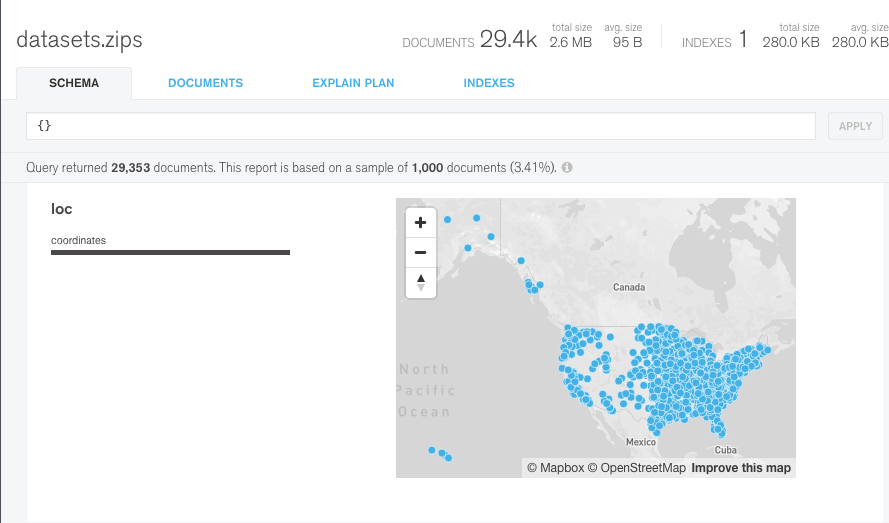 datasets.zips
DOCUMENTS 29.4k total size 2.6 MB avg. size 95 B
INDEXES 1 total size 280.0 KB avg. size 280.0 KB
SCHEMA DOCUMENTS EXPLAIN PLAN INDEXES
{} APPLY
Query returned 29,353 documents. This report is based on a sample of 1,000 documents (3.41%).
loc
coordinates
Canada
North
Pacific
Ocean
Mexico
Cuba
© Mapbox © OpenStreetMap Improve this map